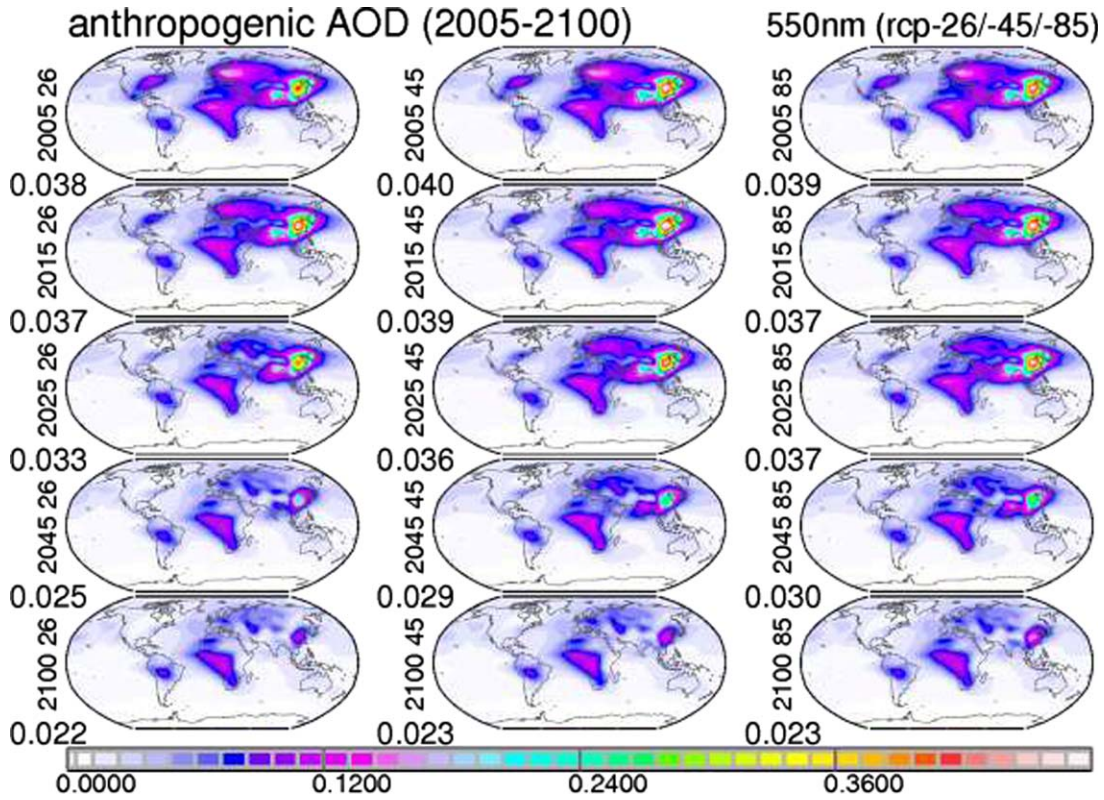 anthropogenic AOD (2005-2100) 550nm (rcp-26/-45/-85)
2005 26 2005 45 2005 85
0.038 0.040 0.039
2015 26 2015 45 2015 85
0.037 0.039 0.037
2025 26 2025 45 2025 85
0.033 0.036 0.037
2045 26 2045 45 2045 85
0.025 0.029 0.030
2100 26 2100 45 2100 85
0.022 0.023 0.023
0.0000 0.1200 0.2400 0.3600